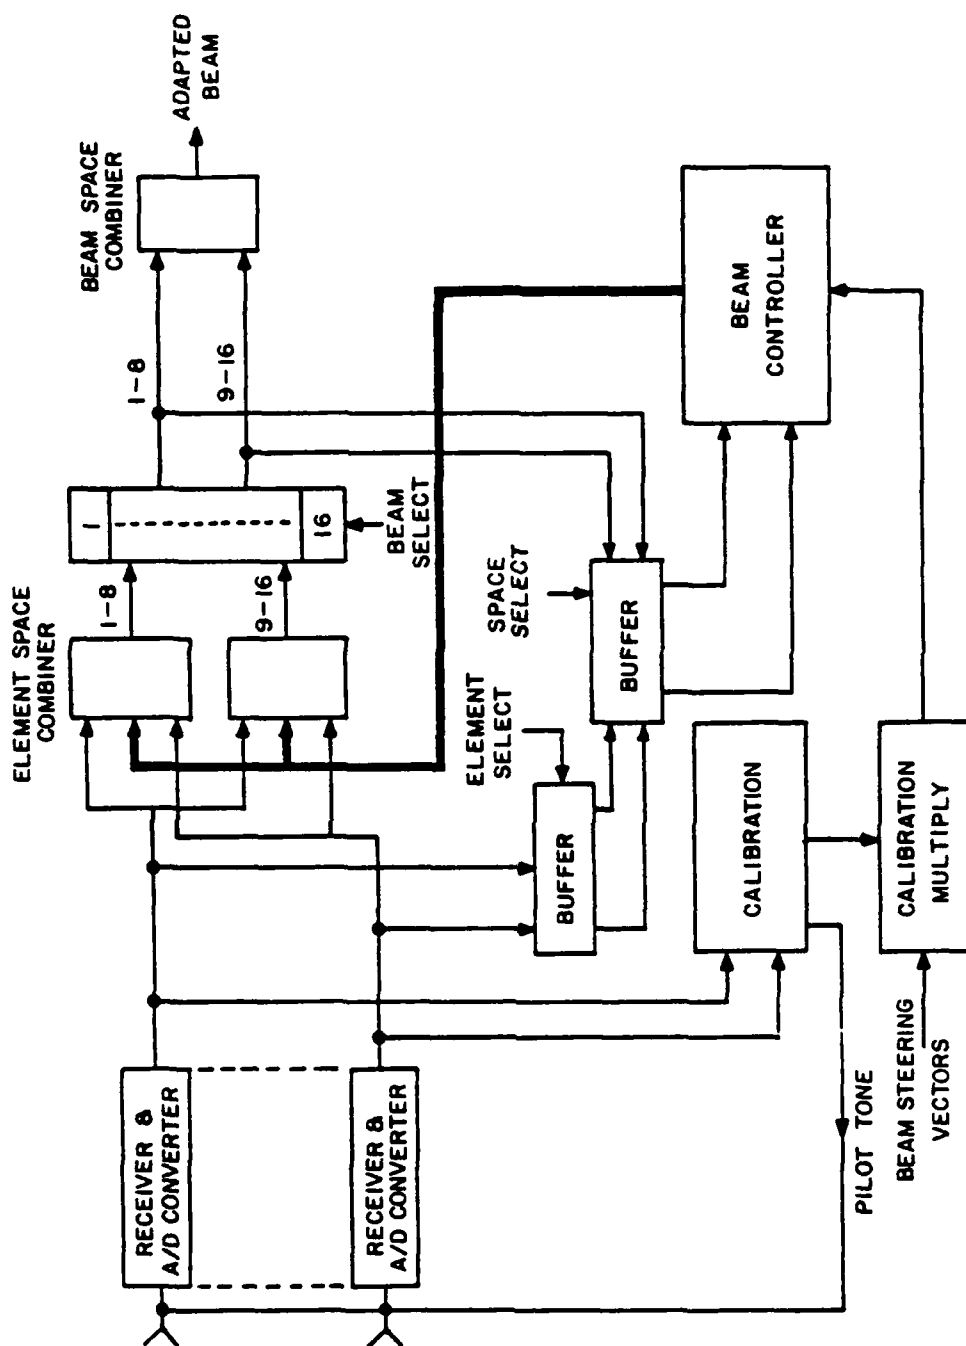 ADAPTED
BEAM
BEAM SPACE
COMBINER
1-8
9-16
1
16
BEAM
SELECT
ELEMENT SPACE
COMBINER
1-8
9-16
SPACE
SELECT
ELEMENT
SELECT
BUFFER
BUFFER
BEAM
CONTROLLER
CALIBRATION
CALIBRATION
MULTIPLY
RECEIVER &
A/D CONVERTER
RECEIVER &
A/D CONVERTER
PILOT TONE
BEAM STEERING
VECTORS